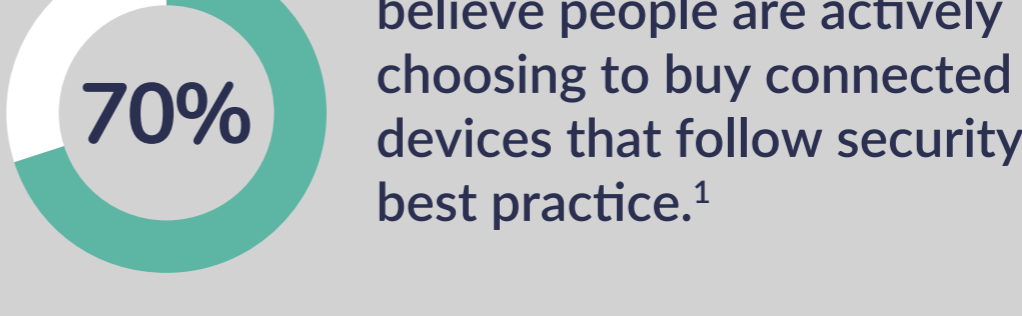 70%
believe people are actively
choosing to buy connected
devices that follow security
best practice.¹